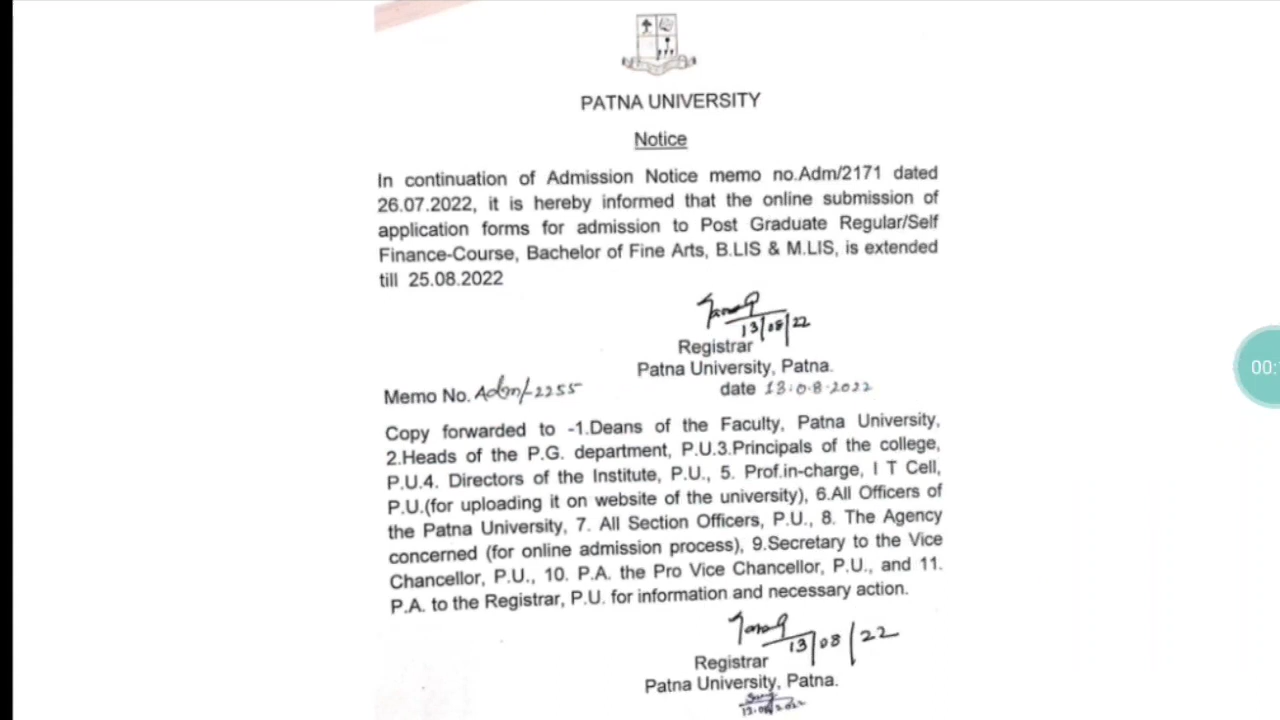 PATNA UNIVERSITY
Notice
In continuation of Admission Notice memo no.Adm/2171 dated
26.07.2022, it is hereby informed that the online submission of
application forms for admission to Post Graduate Regular/Self
Finance-Course, Bachelor of Fine Arts, B.LIS & M.LIS, is extended
till 25.08.2022
13/08/22
Registrar
Patna University, Patna.
Memo No. Adm/-2255
date 13.08.2022
Copy forwarded to -1.Deans of the Faculty, Patna University,
2.Heads of the P.G. department, P.U.3.Principals of the college,
P.U.4. Directors of the Institute, P.U., 5. Prof.in-charge, I T Cell,
P.U.(for uploading it on website of the university), 6.All Officers of
the Patna University, 7. All Section Officers, P.U., 8. The Agency
concerned (for online admission process), 9.Secretary to the Vice
Chancellor, P.U., 10. P.A. the Pro Vice Chancellor, P.U., and 11.
P.A. to the Registrar, P.U. for information and necessary action.
13/08/22
Registrar
Patna University, Patna.
00: